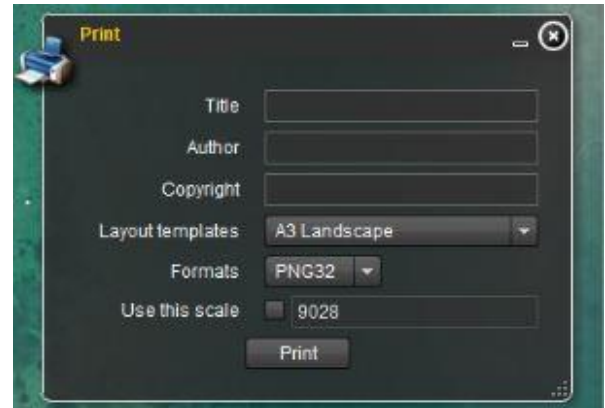 Print
Title
Author
Copyright
Layout templates A3 Landscape
Formats PNG32
Use this scale 9028
Print